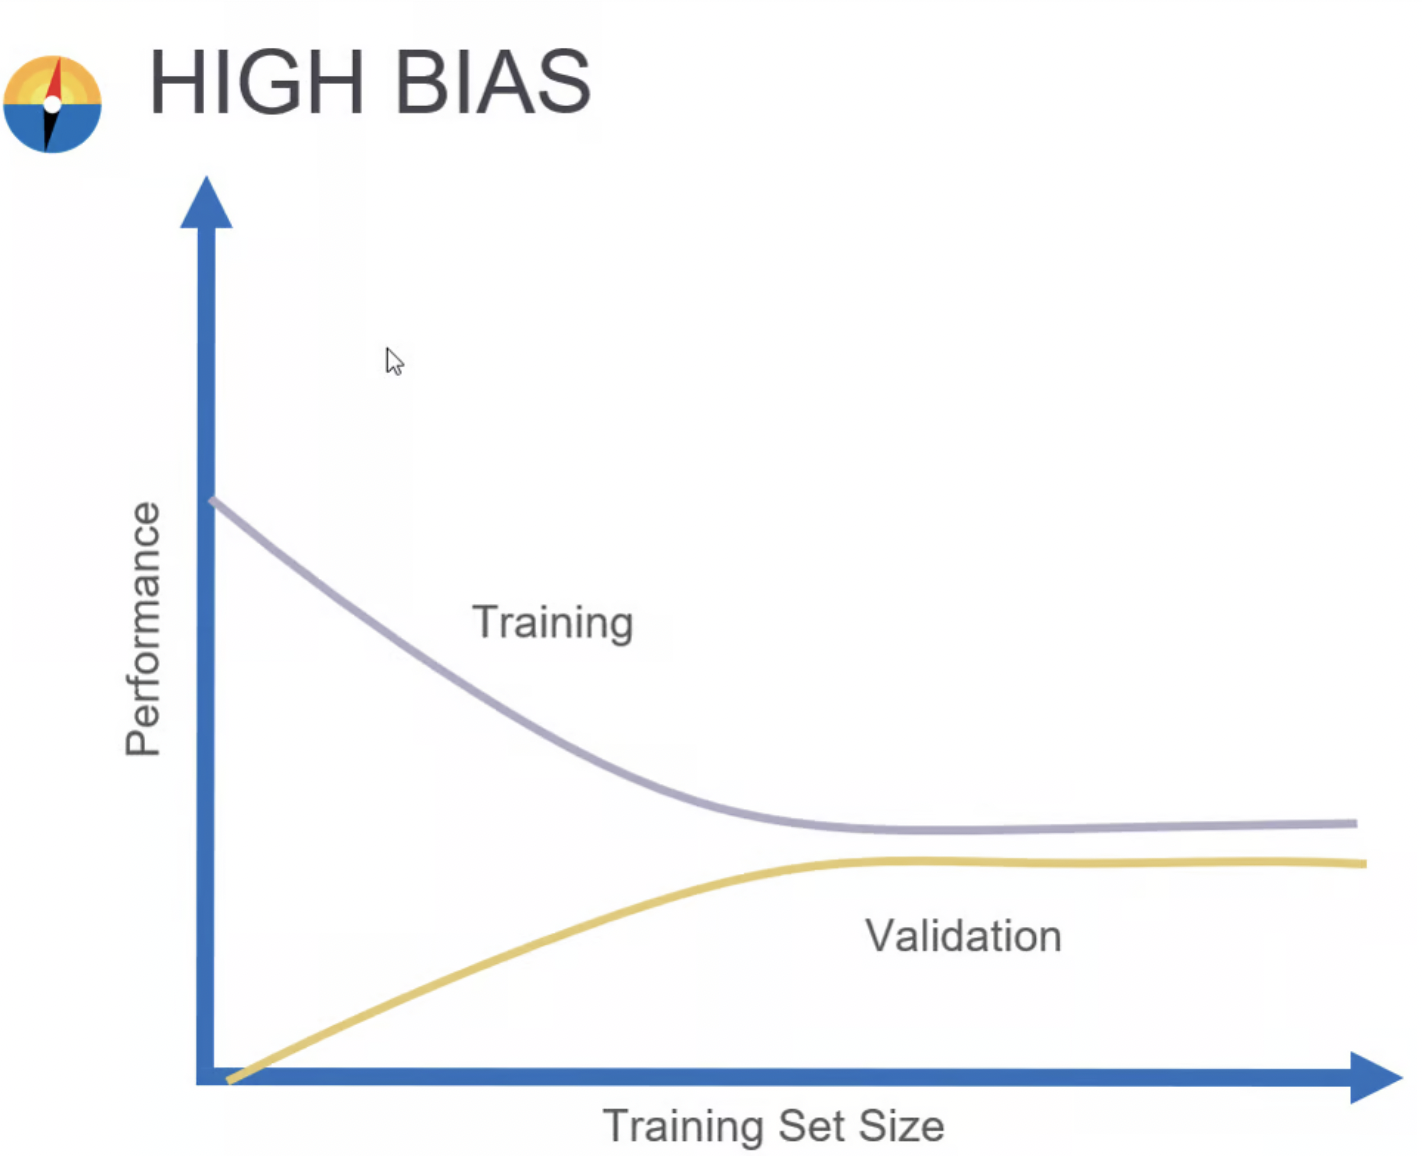 HIGH BIAS
Performance
Training
Validation
Training Set Size